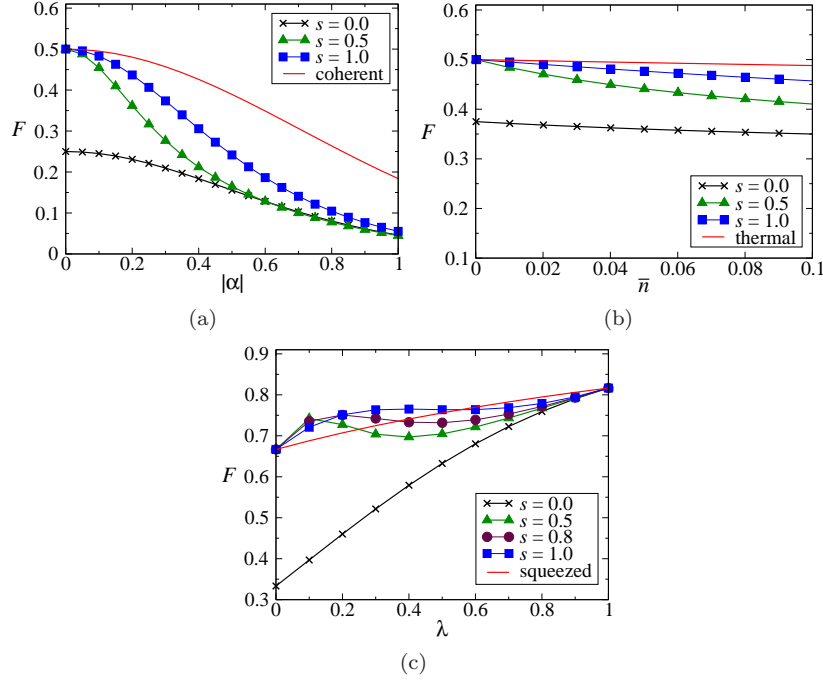 0.6
0.5
0.4
0.3
0.2
0.1
0
F
0
0.2
0.4
0.6
0.8
1
|α|
s = 0.0
s = 0.5
s = 1.0
coherent
(a)
0.6
0.5
0.4
0.3
0.2
0.1
F
0
0.02
0.04
0.06
0.08
0.1
n̅
s = 0.0
s = 0.5
s = 1.0
thermal
(b)
0.9
0.8
0.7
0.6
0.5
0.4
0.3
F
0
0.2
0.4
0.6
0.8
1
λ
s = 0.0
s = 0.5
s = 0.8
s = 1.0
squeezed
(c)